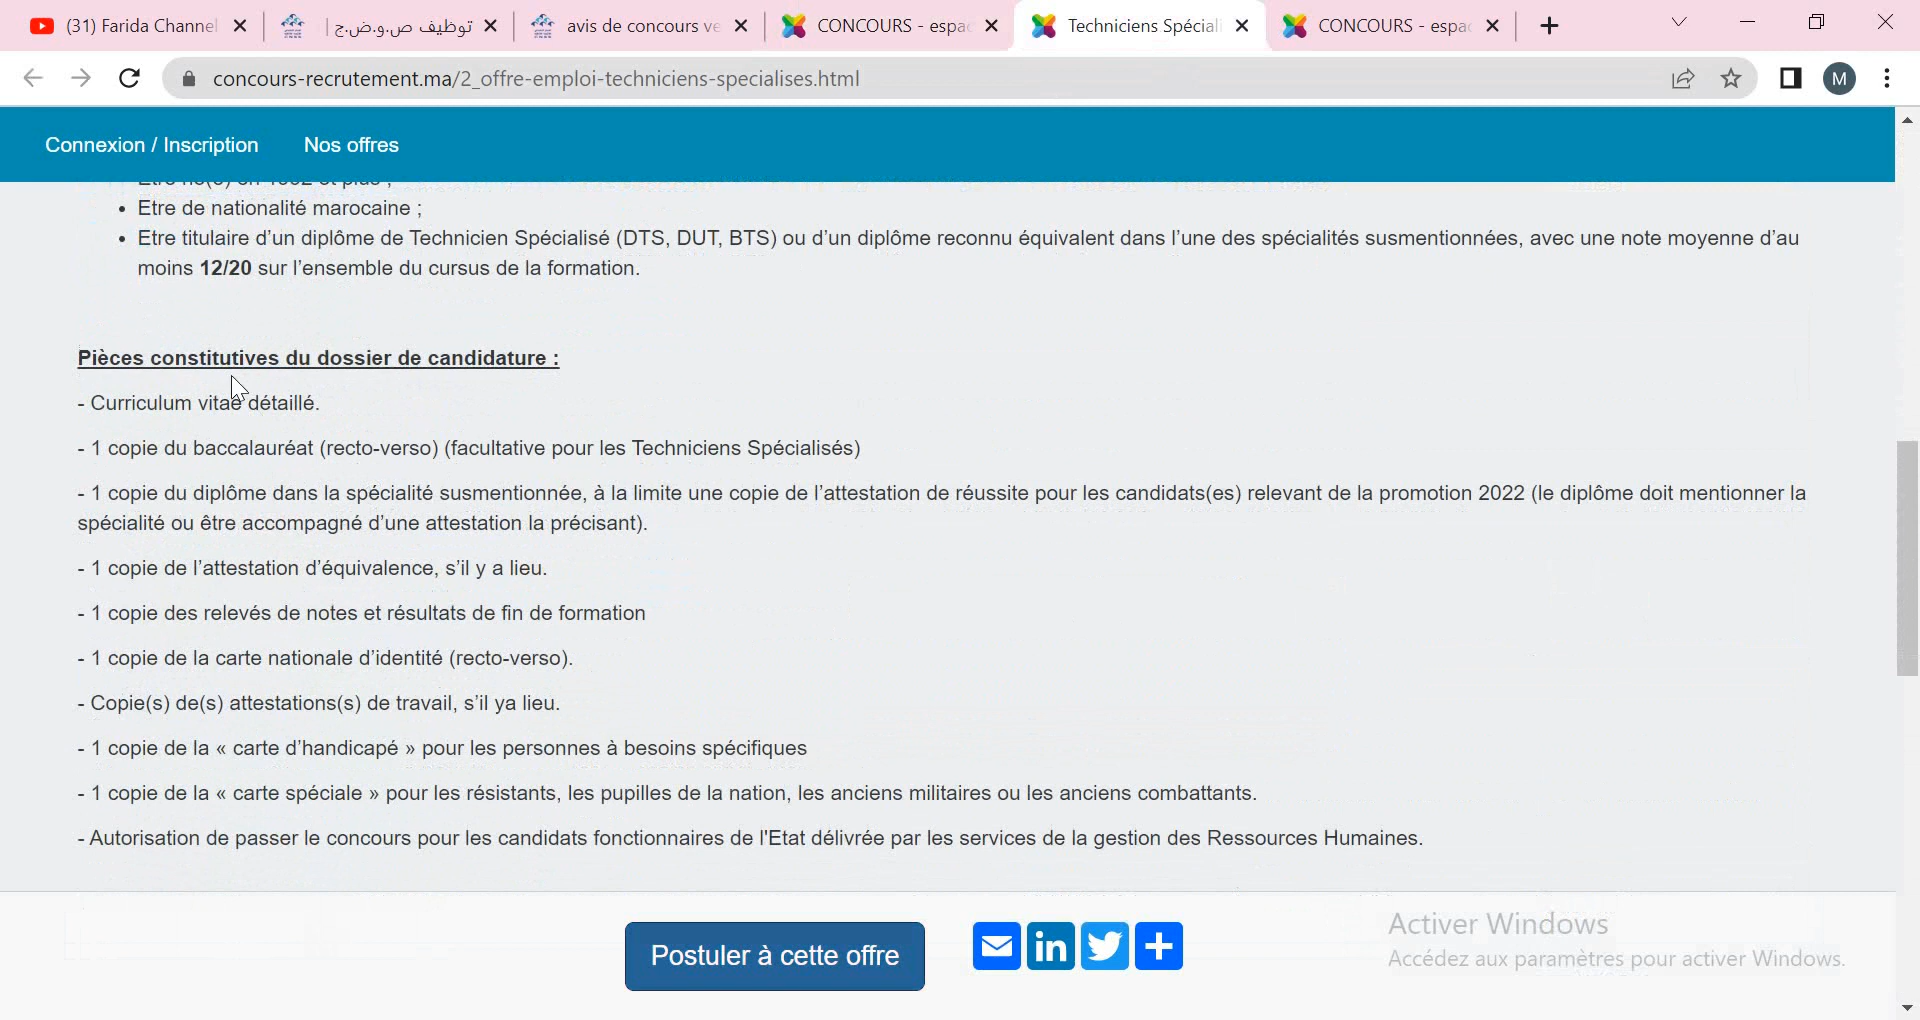 (31) Farida Channel
توظيف ص.و.ض.ج |
avis de concours ve
CONCOURS - espac
Techniciens Spéciali
CONCOURS - espac
concours-recrutement.ma/2_offre-emploi-techniciens-specialises.html
M
Connexion / Inscription
Nos offres
• Etre de nationalité marocaine ;
• Etre titulaire d’un diplôme de Technicien Spécialisé (DTS, DUT, BTS) ou d’un diplôme reconnu équivalent dans l’une des spécialités susmentionnées, avec une note moyenne d’au
moins 12/20 sur l’ensemble du cursus de la formation.
Pièces constitutives du dossier de candidature :
- Curriculum vitae détaillé.
- 1 copie du baccalauréat (recto-verso) (facultative pour les Techniciens Spécialisés)
- 1 copie du diplôme dans la spécialité susmentionnée, à la limite une copie de l’attestation de réussite pour les candidats(es) relevant de la promotion 2022 (le diplôme doit mentionner la
spécialité ou être accompagné d’une attestation la précisant).
- 1 copie de l’attestation d’équivalence, s’il y a lieu.
- 1 copie des relevés de notes et résultats de fin de formation
- 1 copie de la carte nationale d’identité (recto-verso).
- Copie(s) de(s) attestations(s) de travail, s’il ya lieu.
- 1 copie de la « carte d’handicapé » pour les personnes à besoins spécifiques
- 1 copie de la « carte spéciale » pour les résistants, les pupilles de la nation, les anciens militaires ou les anciens combattants.
- Autorisation de passer le concours pour les candidats fonctionnaires de l'Etat délivrée par les services de la gestion des Ressources Humaines.
Postuler à cette offre
in
Activer Windows
Accédez aux paramètres pour activer Windows.